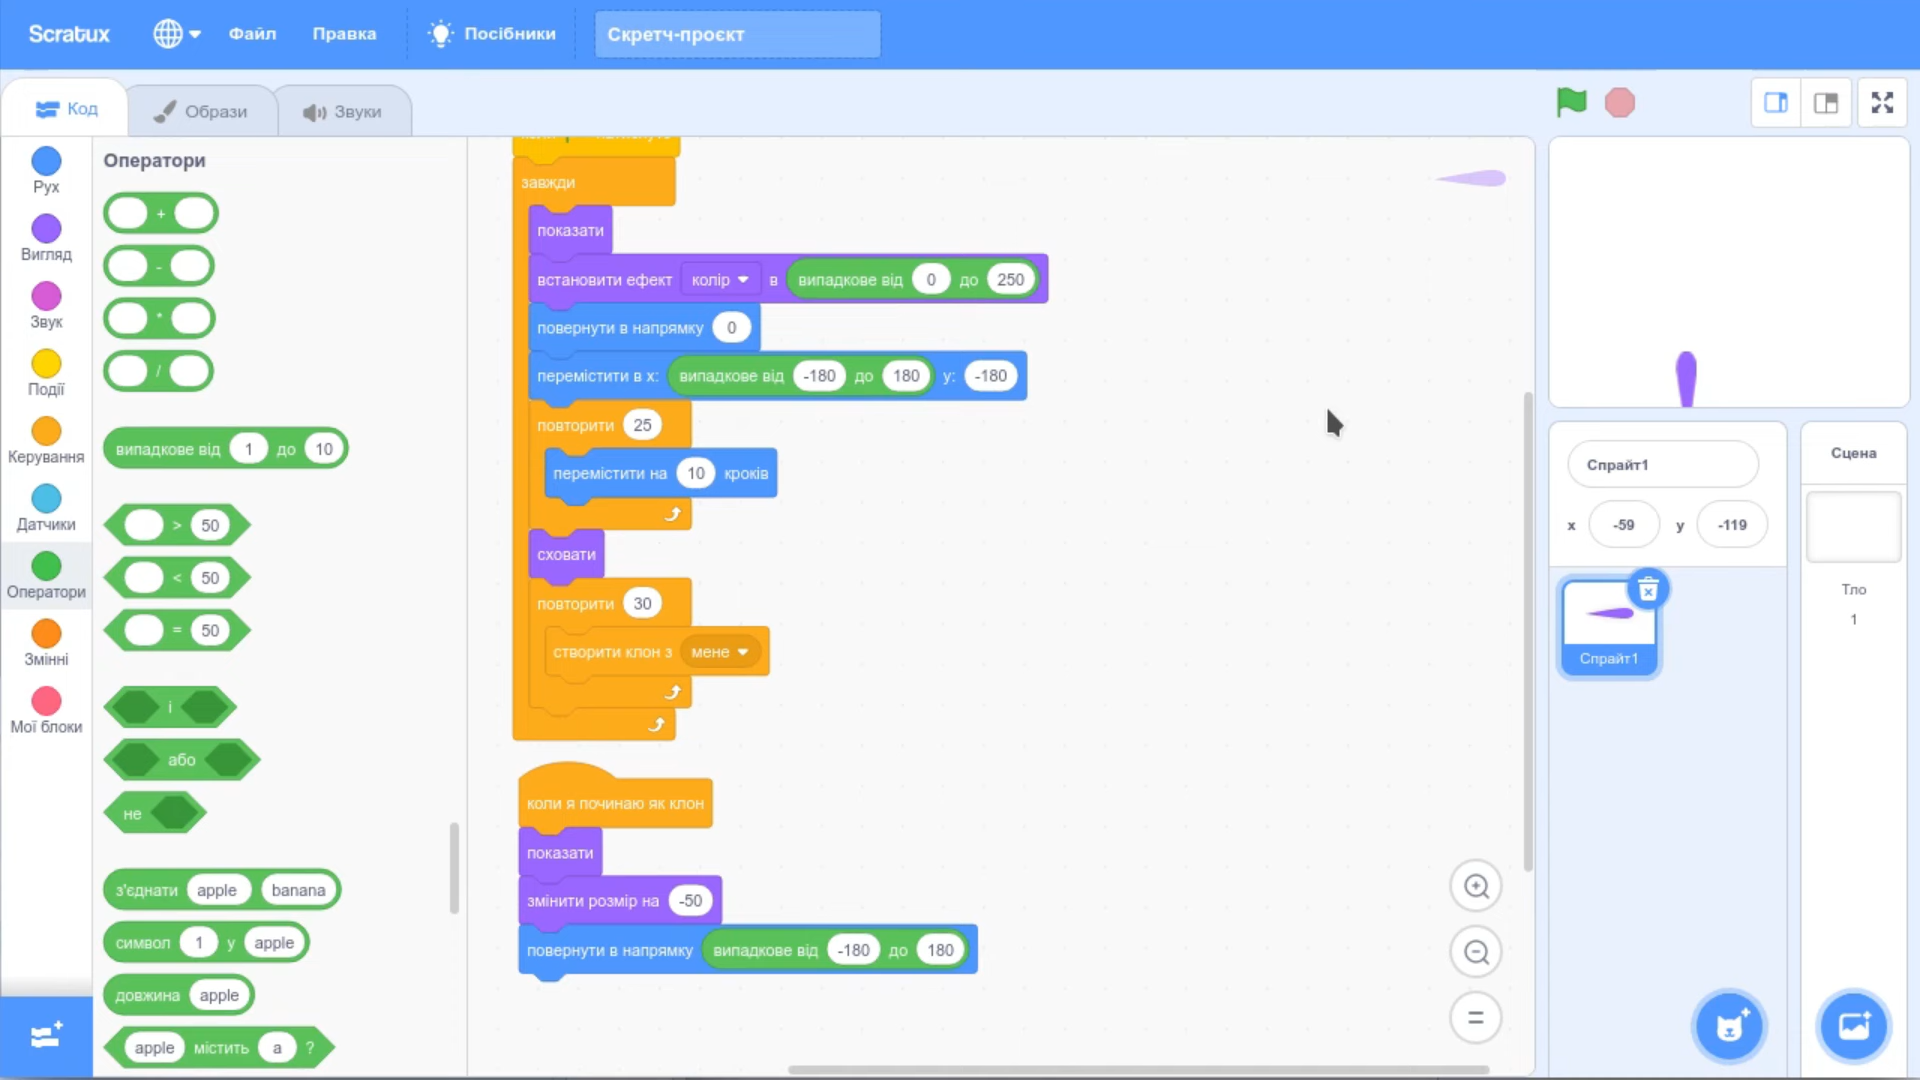 Scratux
Файл
Правка
Посібники
Скретч-проєкт
Код
Образи
Звуки
Рух
Вигляд
Звук
Події
Керування
Датчики
Оператори
Змінні
Мої блоки
Оператори
+
-
*
/
випадкове від 1 до 10
> 50
< 50
= 50
і
або
не
з'єднати apple banana
символ 1 у apple
довжина apple
apple містить a ?
завжди
показати
встановити ефект колір в випадкове від 0 до 250
повернути в напрямку 0
перемістити в x: випадкове від -180 до 180 y: -180
повторити 25
перемістити на 10 кроків
сховати
повторити 30
створити клон з мене
коли я починаю як клон
показати
змінити розмір на -50
повернути в напрямку випадкове від -180 до 180
Спрайт1
x -59 y -119
Спрайт1
Сцена
Тло
1